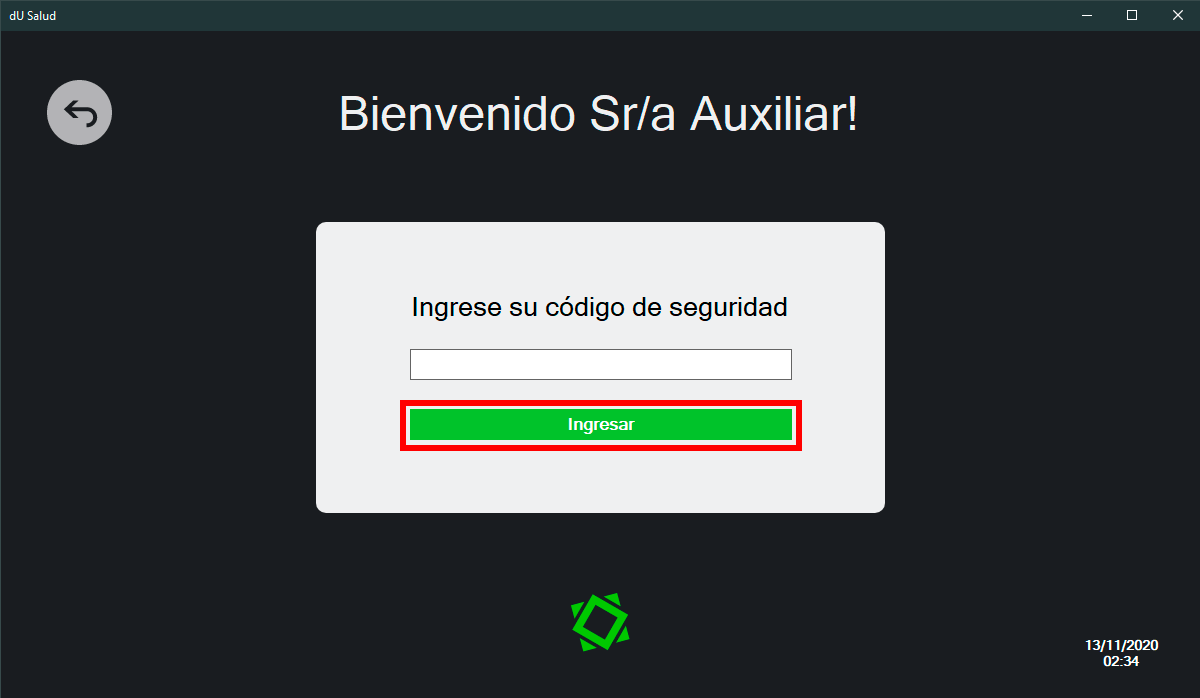 dU Salud
Bienvenido Sr/a Auxiliar!
Ingrese su código de seguridad
Ingresar
13/11/2020
02:34